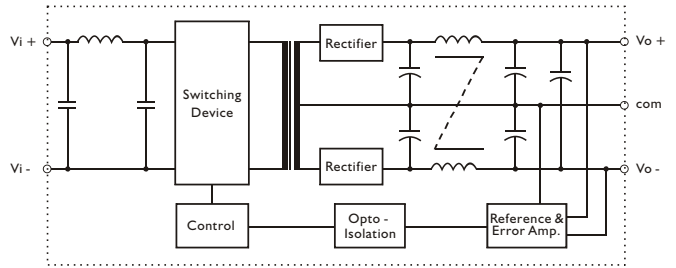 Vi +
Rectifier
Vo +
Switching
Device
com
Vi -
Rectifier
Vo -
Control
Opto -
Isolation
Reference &
Error Amp.